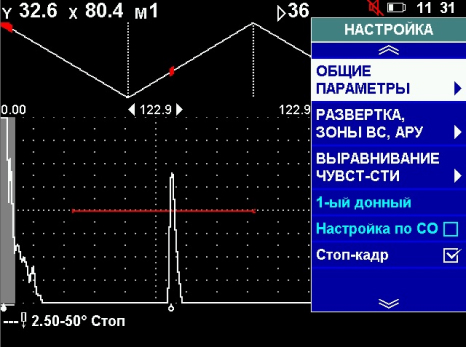 Y 32.6 X 80.4 M1 ▷36 11 31
НАСТРОЙКА
ОБЩИЕ
ПАРАМЕТРЫ
РАЗВЕРТКА,
ЗОНЫ ВС, АРУ
ВЫРАВНИВАНИЕ
ЧУВСТ-СТИ
1-ый донный
Настройка по СО
Стоп-кадр
0.00 122.9 122.9
---- 2.50-50° Стоп